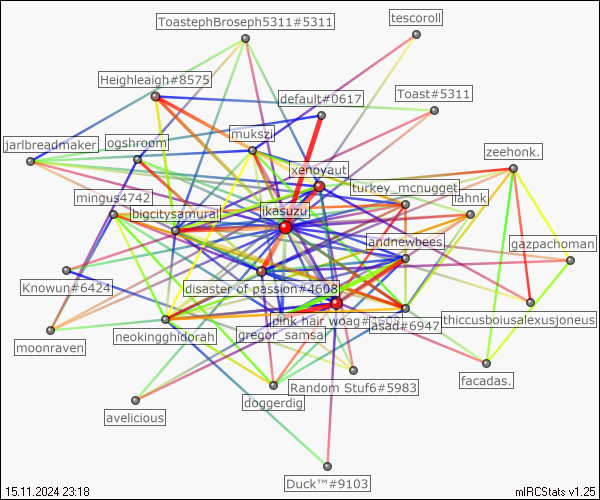 ToastephBroseph5311#5311
tescoroll
Heighleaigh#8575
default#0617
Toast#5311
mukszi
jarlbreadmaker
ogshroom
zeehonk.
xenoyaut
turkey_mcnugget
mingus4742
lahnk
bigcitysamurai
ikasuzu
andnewbees
gazpachoman
Knowun#6424
disaster of passion#4608
thiccusboiusalexusjoneus
pink hair woag#
asad#6947
neokingghidorah
gregor_samsa
moonraven
facadas.
Random Stuf6#5983
doggerdig
avelicious
Duck™#9103
15.11.2024 23:18
mIRCStats v1.25